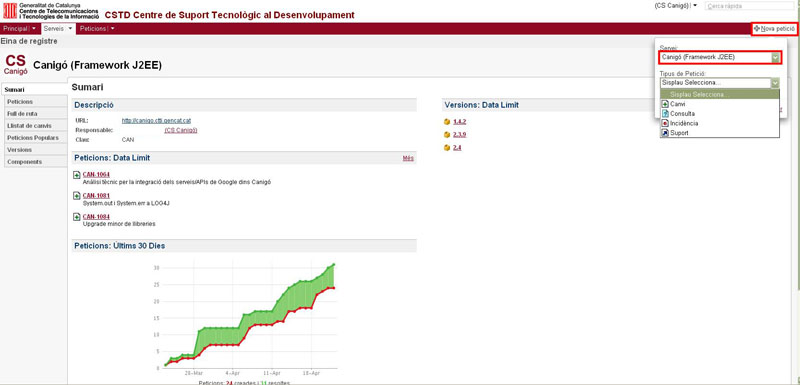 Generalitat de Catalunya
Centre de Telecomunicacions
i Tecnologies de la Informació
CSTD Centre de Suport Tecnològic al Desenvolupament
(CS Canigó)
Cerca ràpida
Principal
Serveis
Peticions
Nova petició
Eina de registre
CS
Canigó
Canigó (Framework J2EE)
Servei:
Canigó (Framework J2EE)
Tipus de Petició:
Sisplau Selecciona...
Sisplau Selecciona...
Canvi
Consulta
Incidència
Suport
Sumari
Peticions
Full de ruta
Llistat de canvis
Peticions Populars
Versions
Components
Sumari
Descripció
URL: http://canigo.ctti.gencat.cat
Responsable: (CS Canigó)
Clau: CAN
Peticions: Data Límit
Més
CAN-1064
Anàlisi tècnic per la integració dels serveis/APIs de Google dins Canigó
CAN-1081
System.out i System.err a LOG4J
CAN-1084
Upgrade minor de llibreries
Versions: Data Límit
1.4.2
2.3.9
2.4
Peticions: Últims 30 Dies
30
25
20
15
10
5
0
28-Mar 4-Apr 11-Apr 18-Apr
Peticions: 24 creades i 31 resoltes